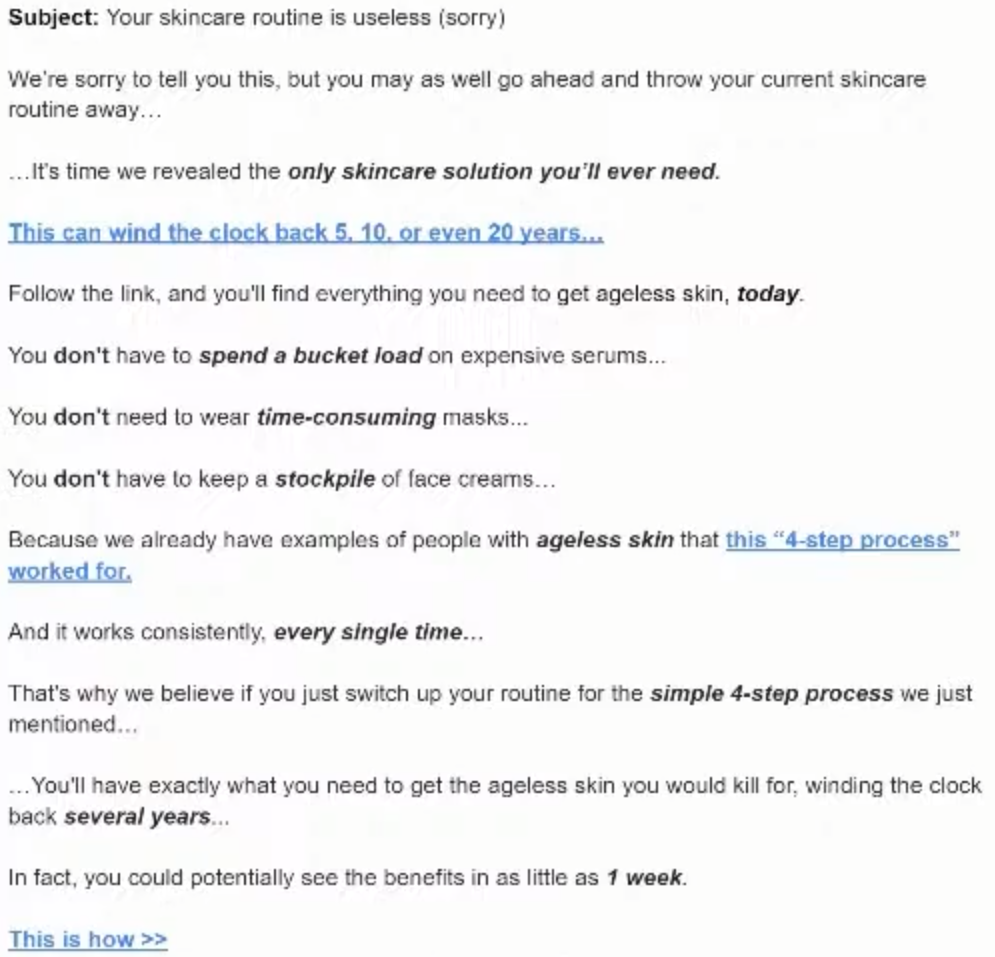 Subject: Your skincare routine is useless (sorry)
We're sorry to tell you this, but you may as well go ahead and throw your current skincare
routine away…
…It's time we revealed the only skincare solution you'll ever need.
This can wind the clock back 5, 10, or even 20 years…
Follow the link, and you'll find everything you need to get ageless skin, today.
You don't have to spend a bucket load on expensive serums...
You don't need to wear time-consuming masks...
You don't have to keep a stockpile of face creams…
Because we already have examples of people with ageless skin that this “4-step process”
worked for.
And it works consistently, every single time…
That's why we believe if you just switch up your routine for the simple 4-step process we just
mentioned…
…You'll have exactly what you need to get the ageless skin you would kill for, winding the clock
back several years...
In fact, you could potentially see the benefits in as little as 1 week.
This is how >>